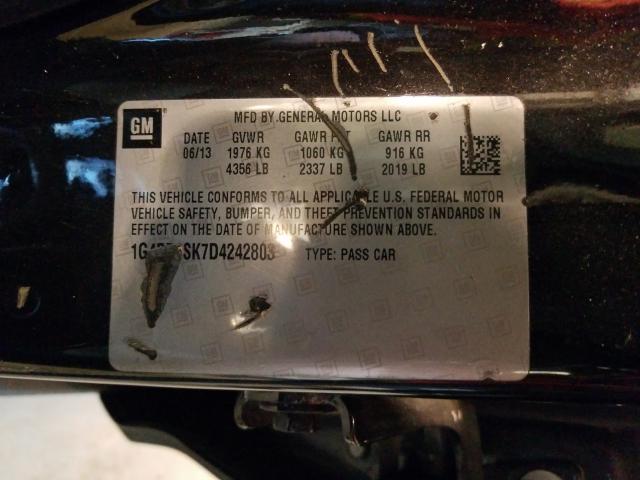 GM
MFD BY GENERAL MOTORS LLC
DATE GVWR GAWR FRT GAWR RR
06/13 1976 KG 1060 KG 916 KG
4356 LB 2337 LB 2019 LB
THIS VEHICLE CONFORMS TO ALL APPLICABLE U.S. FEDERAL MOTOR
VEHICLE SAFETY, BUMPER, AND THEFT PREVENTION STANDARDS IN
EFFECT ON THE DATE OF MANUFACTURE SHOWN ABOVE.
TYPE: PASS CAR